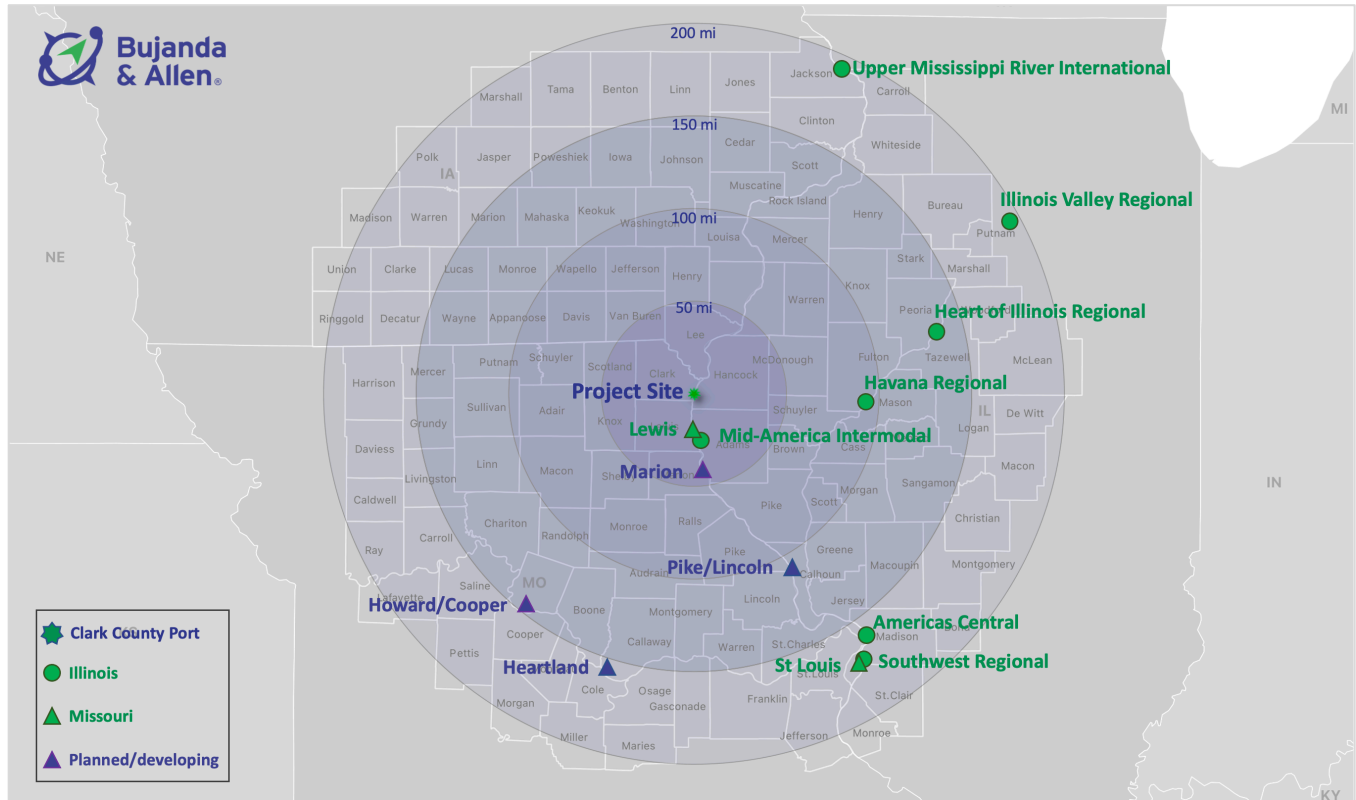 Bujanda
& Allen®
200 mi
150 mi
100 mi
50 mi
Upper Mississippi River International
Illinois Valley Regional
Heart of Illinois Regional
Havana Regional
Project Site
Lewis
Mid-America Intermodal
Marion
Pike/Lincoln
Howard/Cooper
Heartland
Americas Central
St Louis
Southwest Regional
Clark County Port
Illinois
Missouri
Planned/developing
NE
IA
MI
IL
IN
MO
KY
Jackson
Carroll
Marshall
Tama
Benton
Linn
Jones
Clinton
Whiteside
Polk
Jasper
Poweshiek
Iowa
Johnson
Cedar
Scott
Muscatine
Rock Island
Henry
Bureau
Putnam
Madison
Warren
Marion
Mahaska
Keokuk
Washington
Louisa
Mercer
Stark
Marshall
Union
Clarke
Lucas
Monroe
Wapello
Jefferson
Henry
Warren
Knox
Peoria
Ringgold
Decatur
Wayne
Appanoose
Davis
Van Buren
Lee
McDonough
Fulton
Tazewell
McLean
Harrison
Mercer
Putnam
Schuyler
Scotland
Clark
Hancock
Mason
Grundy
Sullivan
Adair
Knox
Schuyler
Logan
De Witt
Daviess
Linn
Macon
Shelby
Adams
Brown
Cass
Macon
Caldwell
Livingston
Pike
Scott
Morgan
Sangamon
Christian
Ray
Carroll
Chariton
Randolph
Monroe
Ralls
Pike
Greene
Macoupin
Montgomery
Lafayette
Saline
Audrain
Calhoun
Boone
Montgomery
Lincoln
Jersey
Cooper
Callaway
Warren
St.Charles
Madison
Pettis
Cole
Osage
Gasconade
Franklin
St.Louis
St.Clair
Morgan
Miller
Maries
Jefferson
Monroe